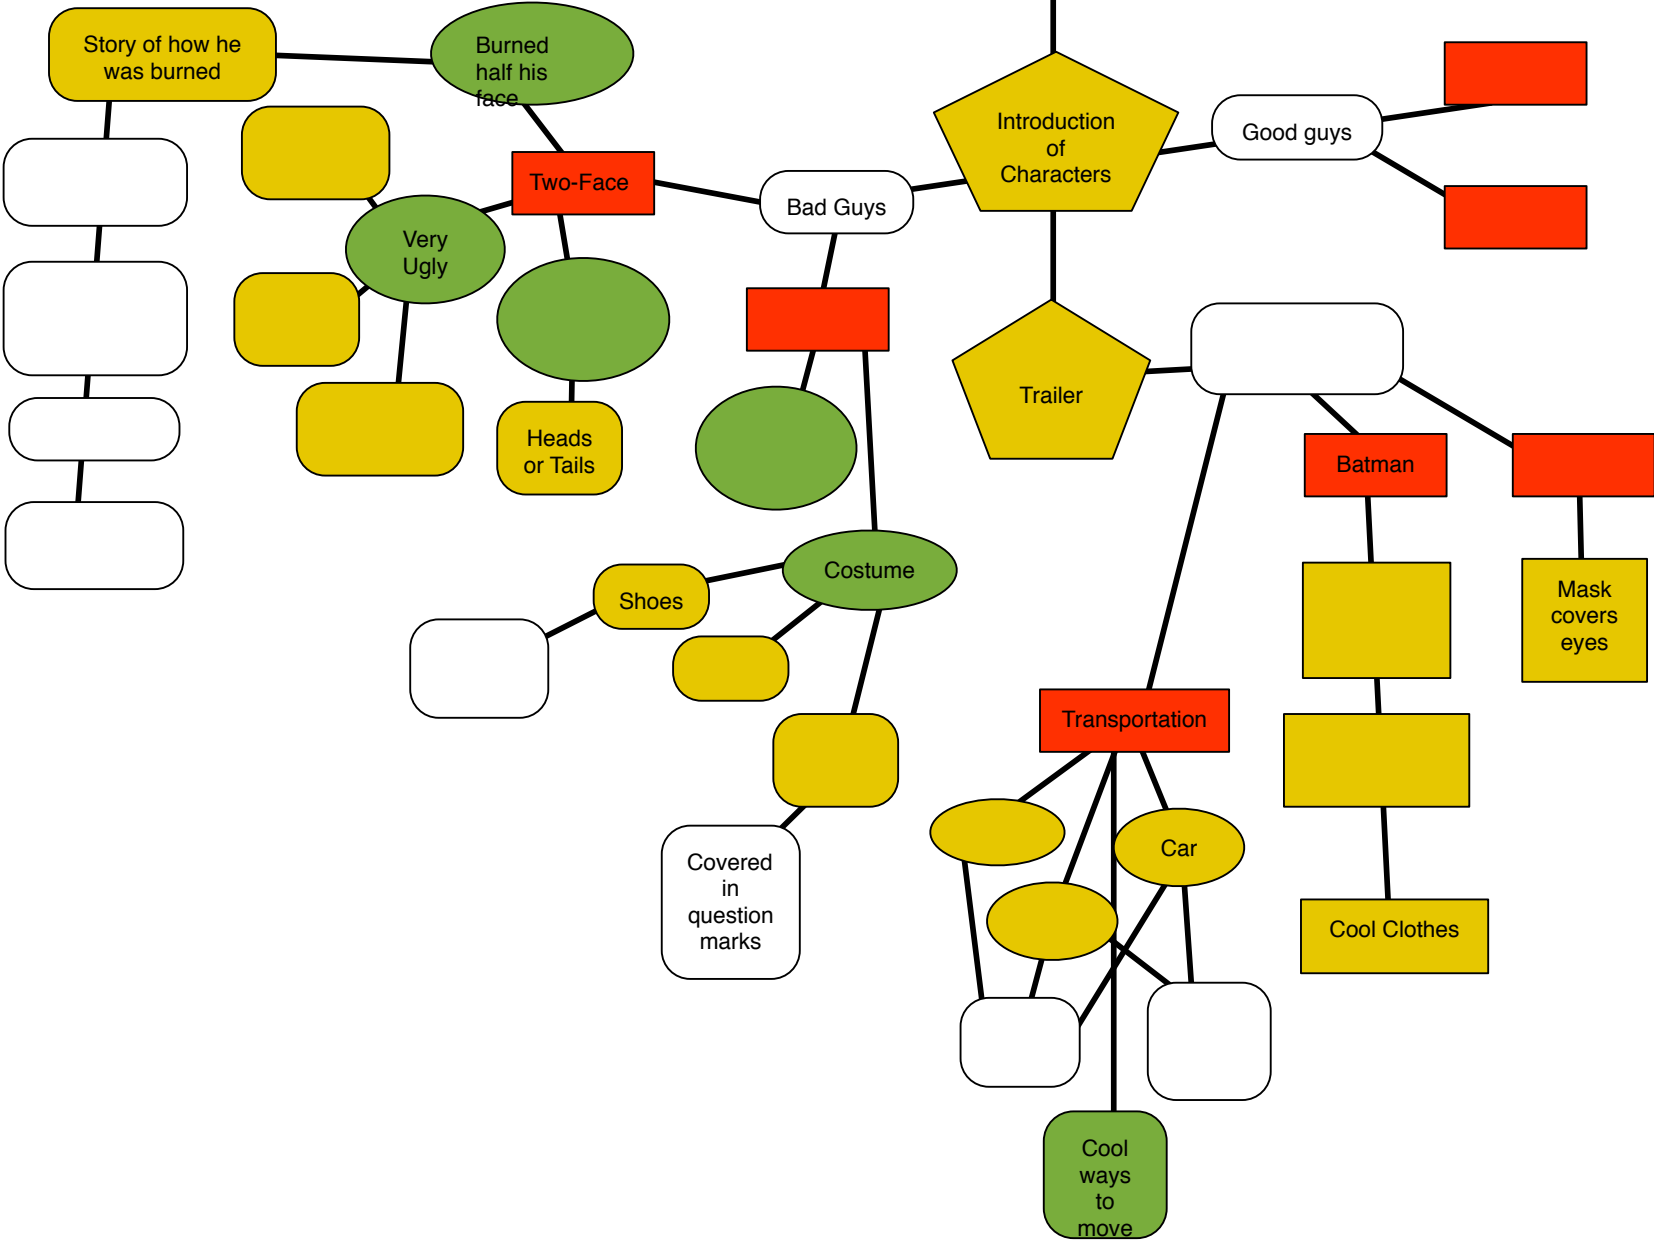 Story of how he
was burned
Burned
half his
face
Introduction
of
Characters
Good guys
Two-Face
Bad Guys
Very
Ugly
Trailer
Heads
or Tails
Batman
Costume
Shoes
Mask
covers
eyes
Transportation
Car
Covered
in
question
marks
Cool Clothes
Cool
ways
to
move